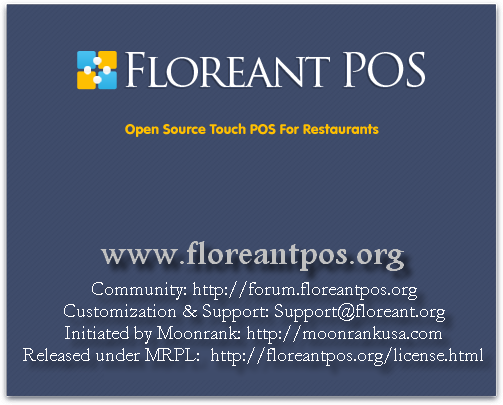 FLOREANT POS
Open Source Touch POS For Restaurants
www.floreantpos.org
Community: http://forum.floreantpos.org
Customization & Support: Support@floreant.org
Initiated by Moonrank: http://moonrankusa.com
Released under MRPL:  http://floreantpos.org/license.html